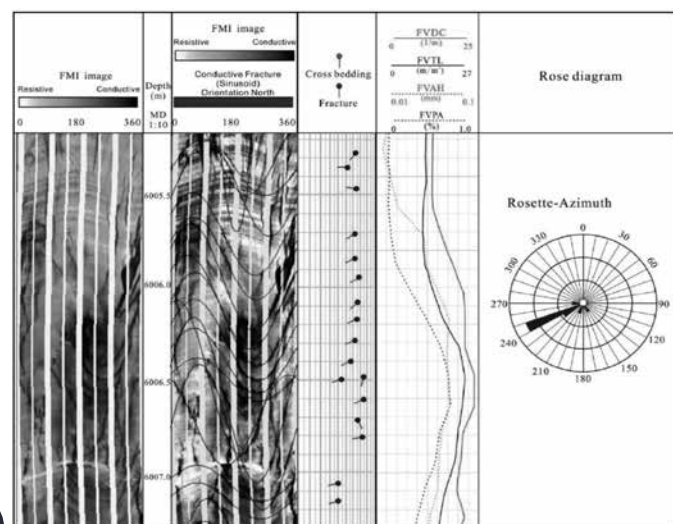 FMI image
Resistive Conductive
0 180 360
Depth
(m)
MD
1:10
FMI image
Resistive Conductive
Conductive Fracture
(Sinusoid)
Orientation North
0 180 360
Cross bedding
Fracture
FVDC
0 (1/m) 25
FVTL
0 (m/m²) 27
FVAH
0.01 (mm) 0.1
FVPA
0 (%) 1.0
Rose diagram
6005.5
6006.0
6006.5
6007.0
Rosette-Azimuth
0
330 30
300 60
270 90
240 120
210 150
180